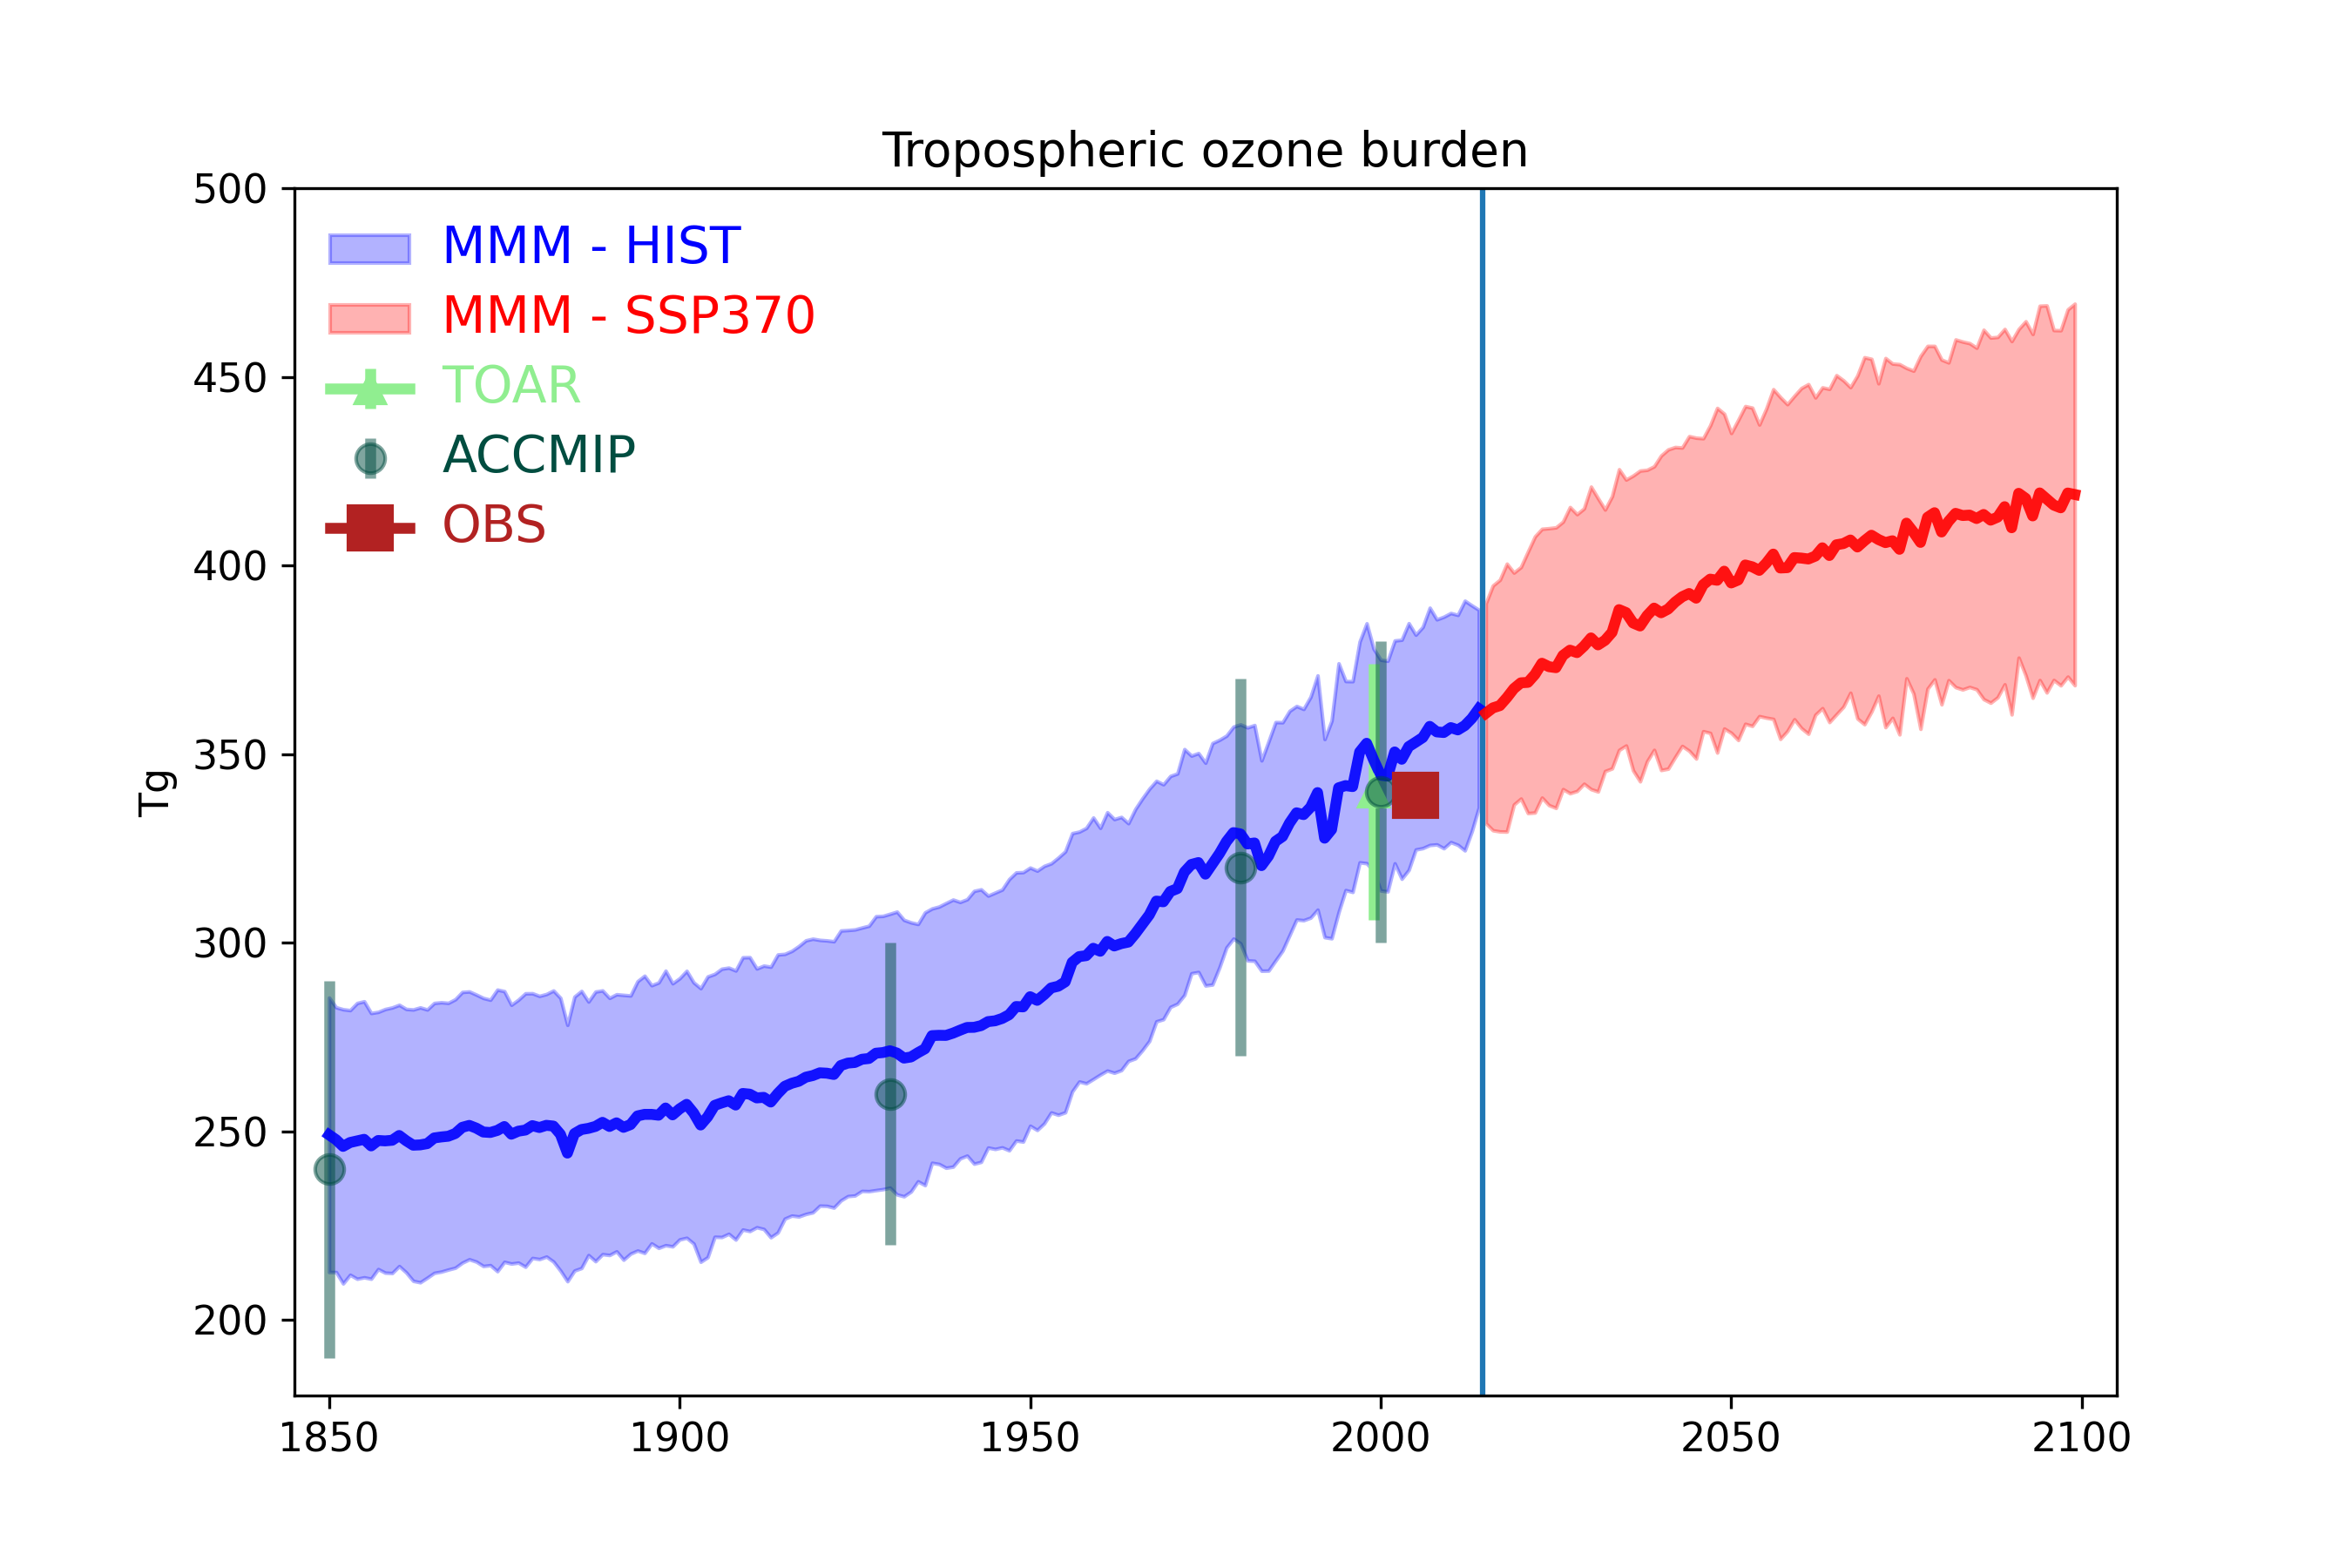 Tropospheric ozone burden
500
450
400
350
300
250
200
Tg
MMM - HIST
MMM - SSP370
TOAR
ACCMIP
OBS
1850 1900 1950 2000 2050 2100